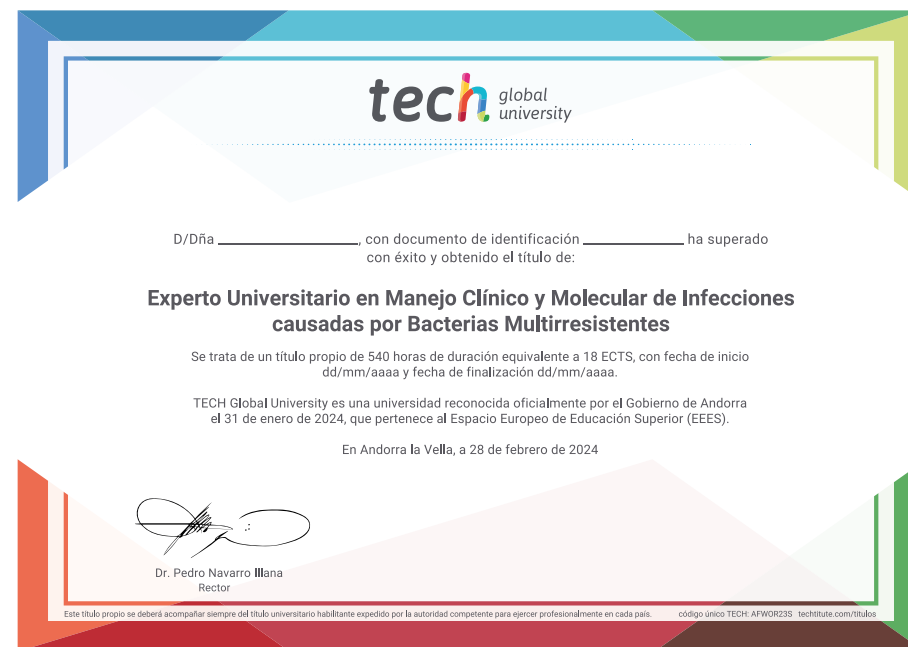 tech global university
D/Dña ____________, con documento de identificación ____________ ha superado
con éxito y obtenido el título de:
Experto Universitario en Manejo Clínico y Molecular de Infecciones
causadas por Bacterias Multirresistentes
Se trata de un título propio de 540 horas de duración equivalente a 18 ECTS, con fecha de inicio
dd/mm/aaaa y fecha de finalización dd/mm/aaaa.
TECH Global University es una universidad reconocida oficialmente por el Gobierno de Andorra
el 31 de enero de 2024, que pertenece al Espacio Europeo de Educación Superior (EEES).
En Andorra la Vella, a 28 de febrero de 2024
Dr. Pedro Navarro Illana
Rector
Este título propio se deberá acompañar siempre del título universitario habilitante expedido por la autoridad competente para ejercer profesionalmente en cada país. código único TECH: AFWOR23S techtitute.com/titulos